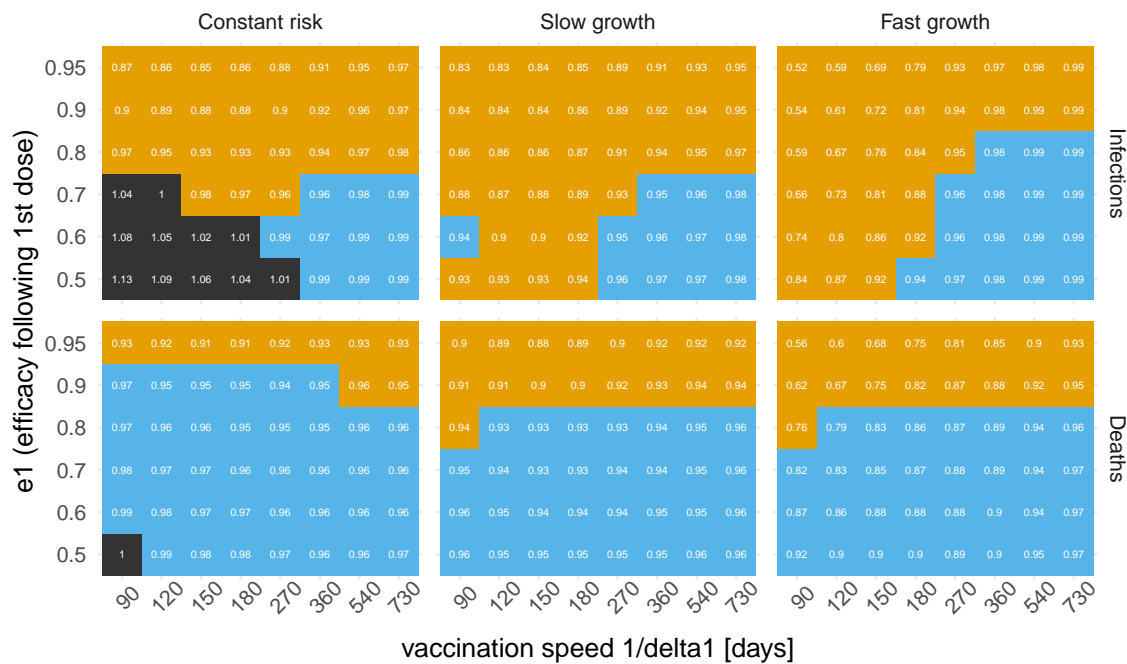 Constant risk Slow growth Fast growth
0.95 0.87 0.86 0.85 0.86 0.88 0.91 0.95 0.97 0.83 0.83 0.84 0.85 0.89 0.91 0.93 0.95 0.52 0.59 0.69 0.79 0.93 0.97 0.98 0.99
0.9 0.9 0.89 0.88 0.88 0.9 0.92 0.96 0.97 0.84 0.84 0.84 0.86 0.89 0.92 0.94 0.95 0.54 0.61 0.72 0.81 0.94 0.98 0.99 0.99
0.8 0.97 0.95 0.93 0.93 0.93 0.94 0.97 0.98 0.86 0.86 0.86 0.87 0.91 0.94 0.95 0.97 0.59 0.67 0.76 0.84 0.95 0.98 0.99 0.99
0.7 1.04 1 0.98 0.97 0.96 0.96 0.98 0.99 0.88 0.87 0.88 0.89 0.93 0.95 0.96 0.98 0.66 0.73 0.81 0.88 0.96 0.98 0.99 0.99
0.6 1.08 1.05 1.02 1.01 0.99 0.97 0.99 0.99 0.94 0.9 0.9 0.92 0.95 0.96 0.97 0.98 0.74 0.8 0.86 0.92 0.96 0.98 0.99 0.99
0.5 1.13 1.09 1.06 1.04 1.01 0.99 0.99 0.99 0.93 0.93 0.93 0.94 0.96 0.97 0.97 0.98 0.84 0.87 0.92 0.94 0.97 0.98 0.99 0.99
Infections
0.95 0.93 0.92 0.91 0.91 0.92 0.93 0.93 0.93 0.9 0.89 0.88 0.89 0.9 0.92 0.92 0.92 0.56 0.6 0.68 0.75 0.81 0.85 0.9 0.93
0.9 0.97 0.95 0.95 0.95 0.94 0.95 0.96 0.95 0.91 0.91 0.9 0.9 0.92 0.93 0.94 0.94 0.62 0.67 0.75 0.82 0.87 0.88 0.92 0.95
0.8 0.97 0.96 0.96 0.95 0.95 0.95 0.96 0.96 0.94 0.93 0.93 0.93 0.94 0.94 0.95 0.96 0.76 0.79 0.83 0.86 0.87 0.89 0.94 0.96
0.7 0.98 0.97 0.97 0.96 0.96 0.96 0.96 0.96 0.95 0.94 0.93 0.93 0.94 0.94 0.95 0.96 0.82 0.83 0.85 0.87 0.88 0.89 0.94 0.97
0.6 0.99 0.98 0.97 0.97 0.96 0.96 0.96 0.96 0.96 0.95 0.94 0.94 0.94 0.95 0.95 0.96 0.87 0.86 0.88 0.88 0.88 0.9 0.94 0.97
0.5 1 0.99 0.98 0.98 0.97 0.96 0.96 0.97 0.96 0.95 0.95 0.95 0.95 0.95 0.96 0.96 0.92 0.9 0.9 0.89 0.89 0.9 0.95 0.97
Deaths
90 120 150 180 270 360 540 730 90 120 150 180 270 360 540 730 90 120 150 180 270 360 540 730
vaccination speed 1/delta1 [days]
e1 (efficacy following 1st dose)